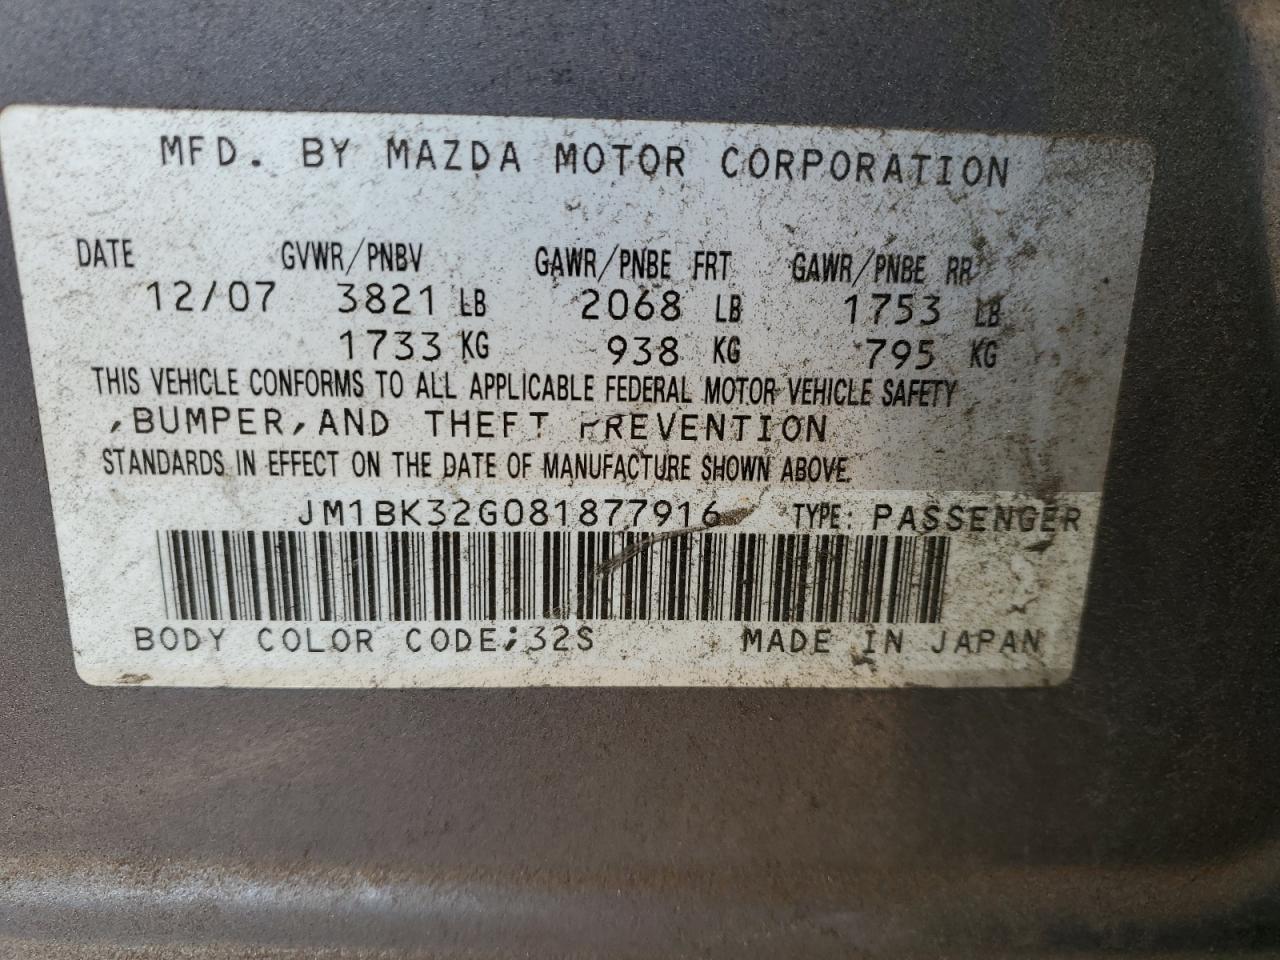 MFD. BY MAZDA MOTOR CORPORATION
DATE GVWR/PNBV GAWR/PNBE FRT GAWR/PNBE RR
12/07 3821 LB 2068 LB 1753 LB
1733 KG 938 KG 795 KG
THIS VEHICLE CONFORMS TO ALL APPLICABLE FEDERAL MOTOR VEHICLE SAFETY
,BUMPER,AND THEFT PREVENTION
STANDARDS IN EFFECT ON THE DATE OF MANUFACTURE SHOWN ABOVE.
JM1BK32G081877916 TYPE: PASSENGER
BODY COLOR CODE;32S MADE IN JAPAN